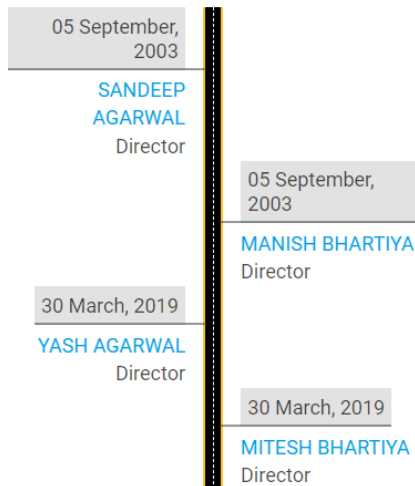 05 September,
2003
SANDEEP
AGARWAL
Director
05 September,
2003
MANISH BHARTIYA
Director
30 March, 2019
YASH AGARWAL
Director
30 March, 2019
MITESH BHARTIYA
Director